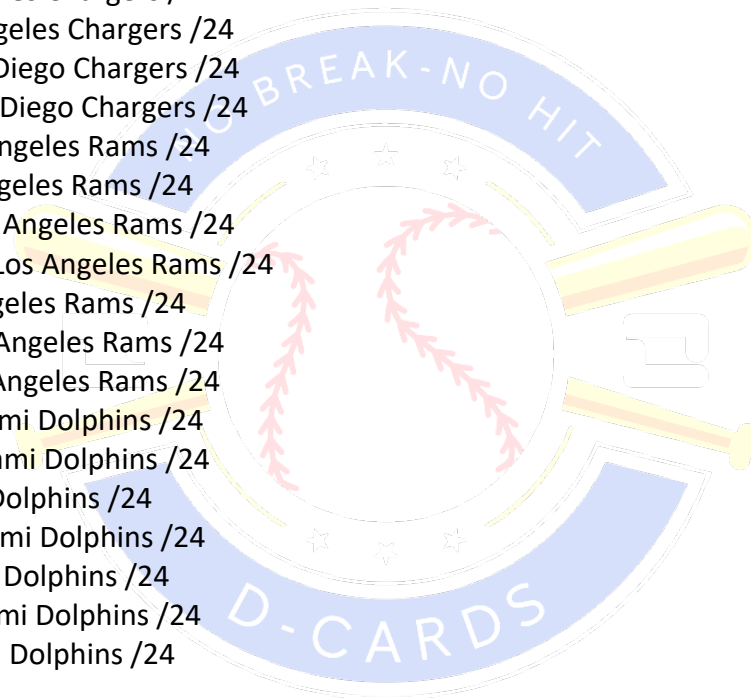 geles Chargers /24
Diego Chargers /24
Diego Chargers /24
ngeles Rams /24
geles Rams /24
Angeles Rams /24
Los Angeles Rams /24
geles Rams /24
Angeles Rams /24
Angeles Rams /24
mi Dolphins /24
ami Dolphins /24
Dolphins /24
mi Dolphins /24
Dolphins /24
mi Dolphins /24
Dolphins /24
NO BREAK-NO HIT
D-CARDS